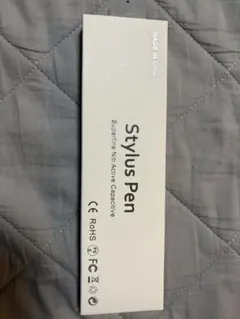 MADE IN CHINA
Stylus Pen
Superfine Nib Active Capacitive
CE RoHS FC